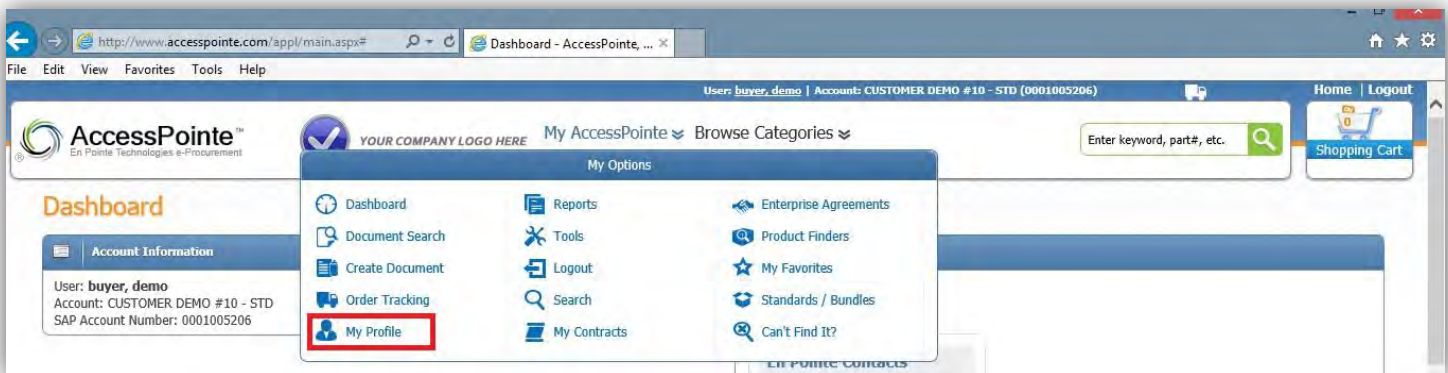 http://www.accesspointe.com/appl/main.aspx#
Dashboard - AccessPointe, ...
File Edit View Favorites Tools Help
User: buyer, demo | Account: CUSTOMER DEMO #10 - STD (0001005206)
Home | Logout
AccessPointe™
En Pointe Technologies e-Procurement
®
YOUR COMPANY LOGO HERE
My AccessPointe
Browse Categories
Enter keyword, part#, etc.
0
Shopping Cart
My Options
Dashboard
Reports
Enterprise Agreements
Document Search
Tools
Product Finders
Create Document
Logout
My Favorites
Order Tracking
Search
Standards / Bundles
My Profile
My Contracts
Can't Find It?
Dashboard
Account Information
User: buyer, demo
Account: CUSTOMER DEMO #10 - STD
SAP Account Number: 0001005206
En Pointe Contacts